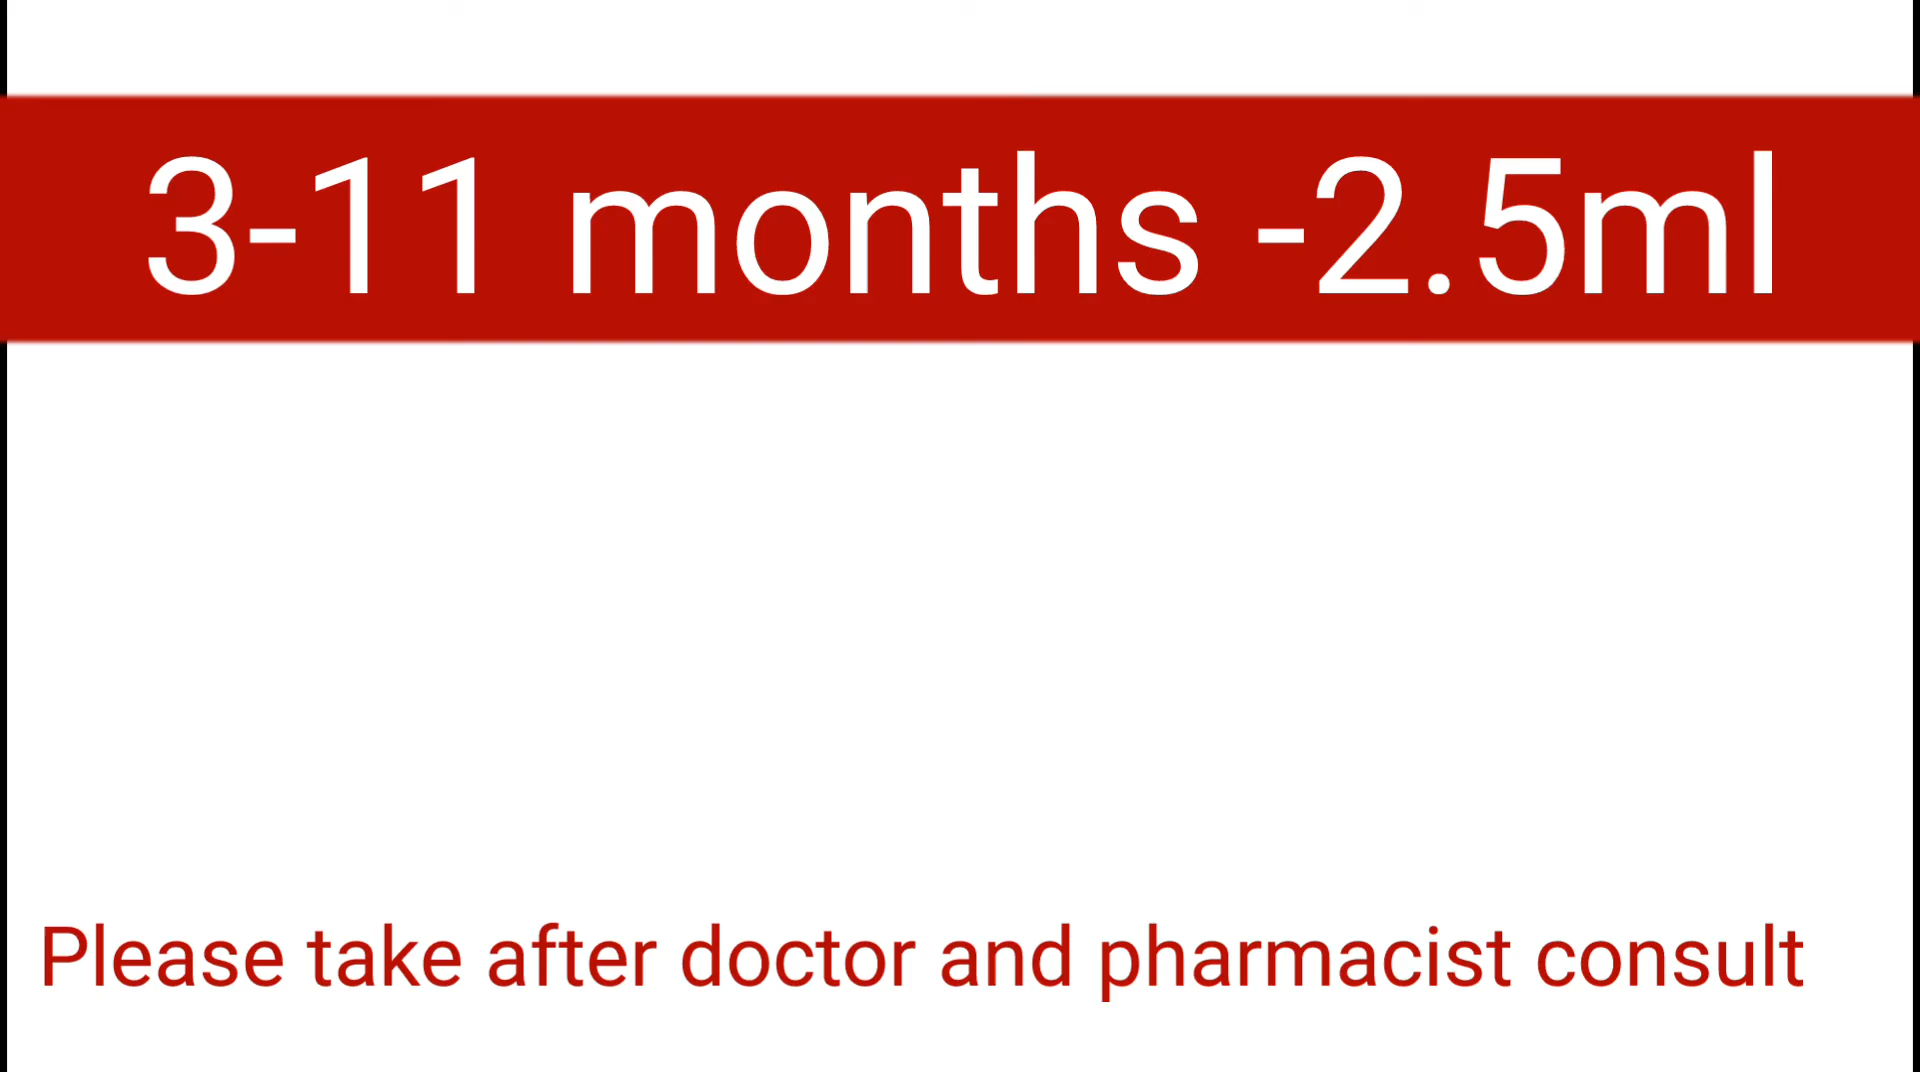 3-11 months -2.5ml
Please take after doctor and pharmacist consult